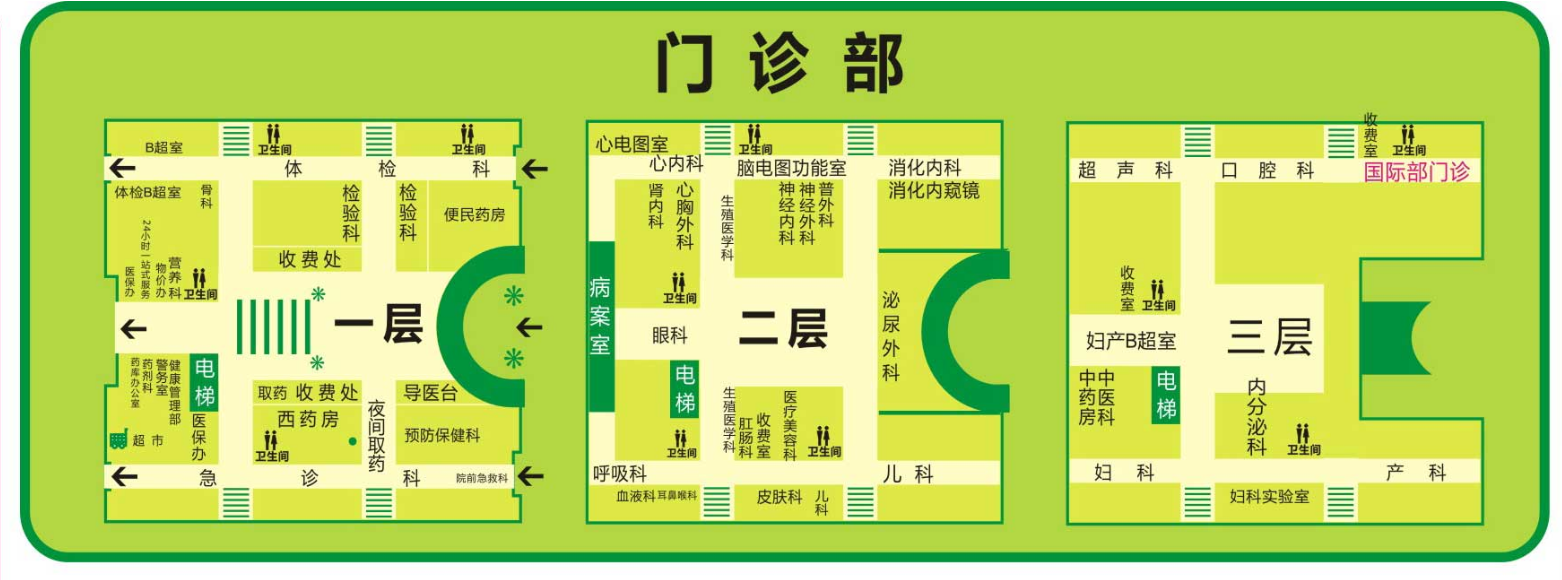 门诊部
B超室
卫生间
卫生间
体检科
体检B超室
骨科
检验科
检验科
便民药房
24小时一站式服务
医保办
物价办
营养科
卫生间
收费处
一层
药库办公室
药剂科
警务室
健康管理部
电梯
取药
收费处
导医台
西药房
夜间取药
预防保健科
超市
医保办
卫生间
急诊科
院前急救科
心电图室
卫生间
心内科
脑电图功能室
消化内科
肾内科
心胸外科
生殖医学科
神经内科
神经外科
普外科
消化内窥镜
卫生间
病案室
眼科
二层
泌尿外科
电梯
生殖医学科
肛肠科
收费室
医疗美容科
卫生间
卫生间
呼吸科
儿科
血液科
耳鼻喉科
皮肤科
儿科
收费室
卫生间
超声科
口腔科
国际部门诊
收费室
卫生间
妇产B超室
三层
中药房
中医科
电梯
内分泌科
卫生间
妇科
产科
妇科实验室